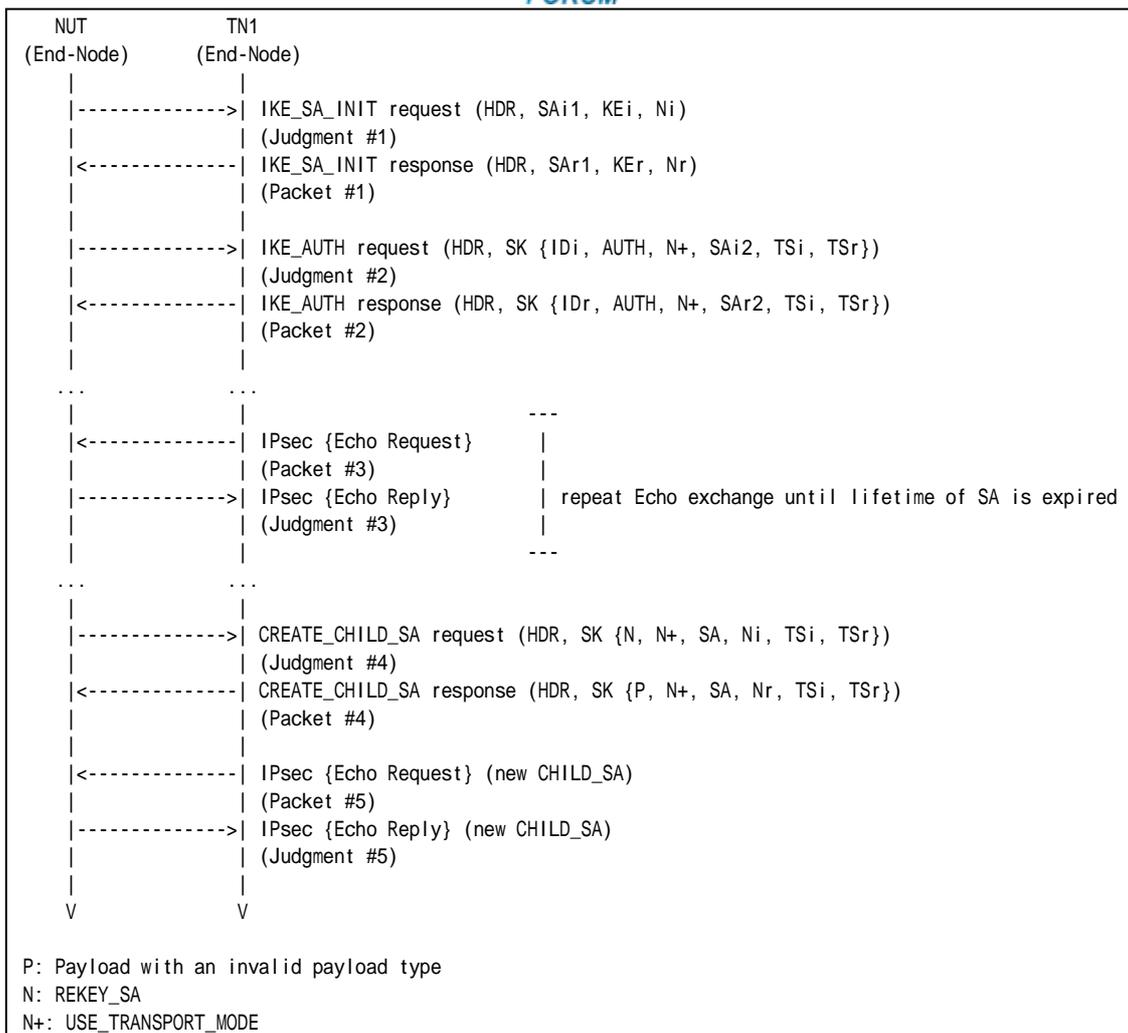 FORUM
NUT TN1
(End-Node) (End-Node)
| |
|-------------->| IKE_SA_INIT request (HDR, SAi1, KEi, Ni)
| | (Judgment #1)
|<--------------| IKE_SA_INIT response (HDR, SAr1, KEr, Nr)
| | (Packet #1)
| |
|-------------->| IKE_AUTH request (HDR, SK {IDi, AUTH, N+, SAi2, TSi, TSr})
| | (Judgment #2)
|<--------------| IKE_AUTH response (HDR, SK {IDr, AUTH, N+, SAr2, TSi, TSr})
| | (Packet #2)
| |
... ...
| | ---
|<--------------| IPsec {Echo Request} |
| | (Packet #3) |
|-------------->| IPsec {Echo Reply} | repeat Echo exchange until lifetime of SA is expired
| | (Judgment #3) |
| | ---
... ...
| |
|-------------->| CREATE_CHILD_SA request (HDR, SK {N, N+, SA, Ni, TSi, TSr})
| | (Judgment #4)
|<--------------| CREATE_CHILD_SA response (HDR, SK {P, N+, SA, Nr, TSi, TSr})
| | (Packet #4)
| |
|<--------------| IPsec {Echo Request} (new CHILD_SA)
| | (Packet #5)
|-------------->| IPsec {Echo Reply} (new CHILD_SA)
| | (Judgment #5)
| |
V V
P: Payload with an invalid payload type
N: REKEY_SA
N+: USE_TRANSPORT_MODE